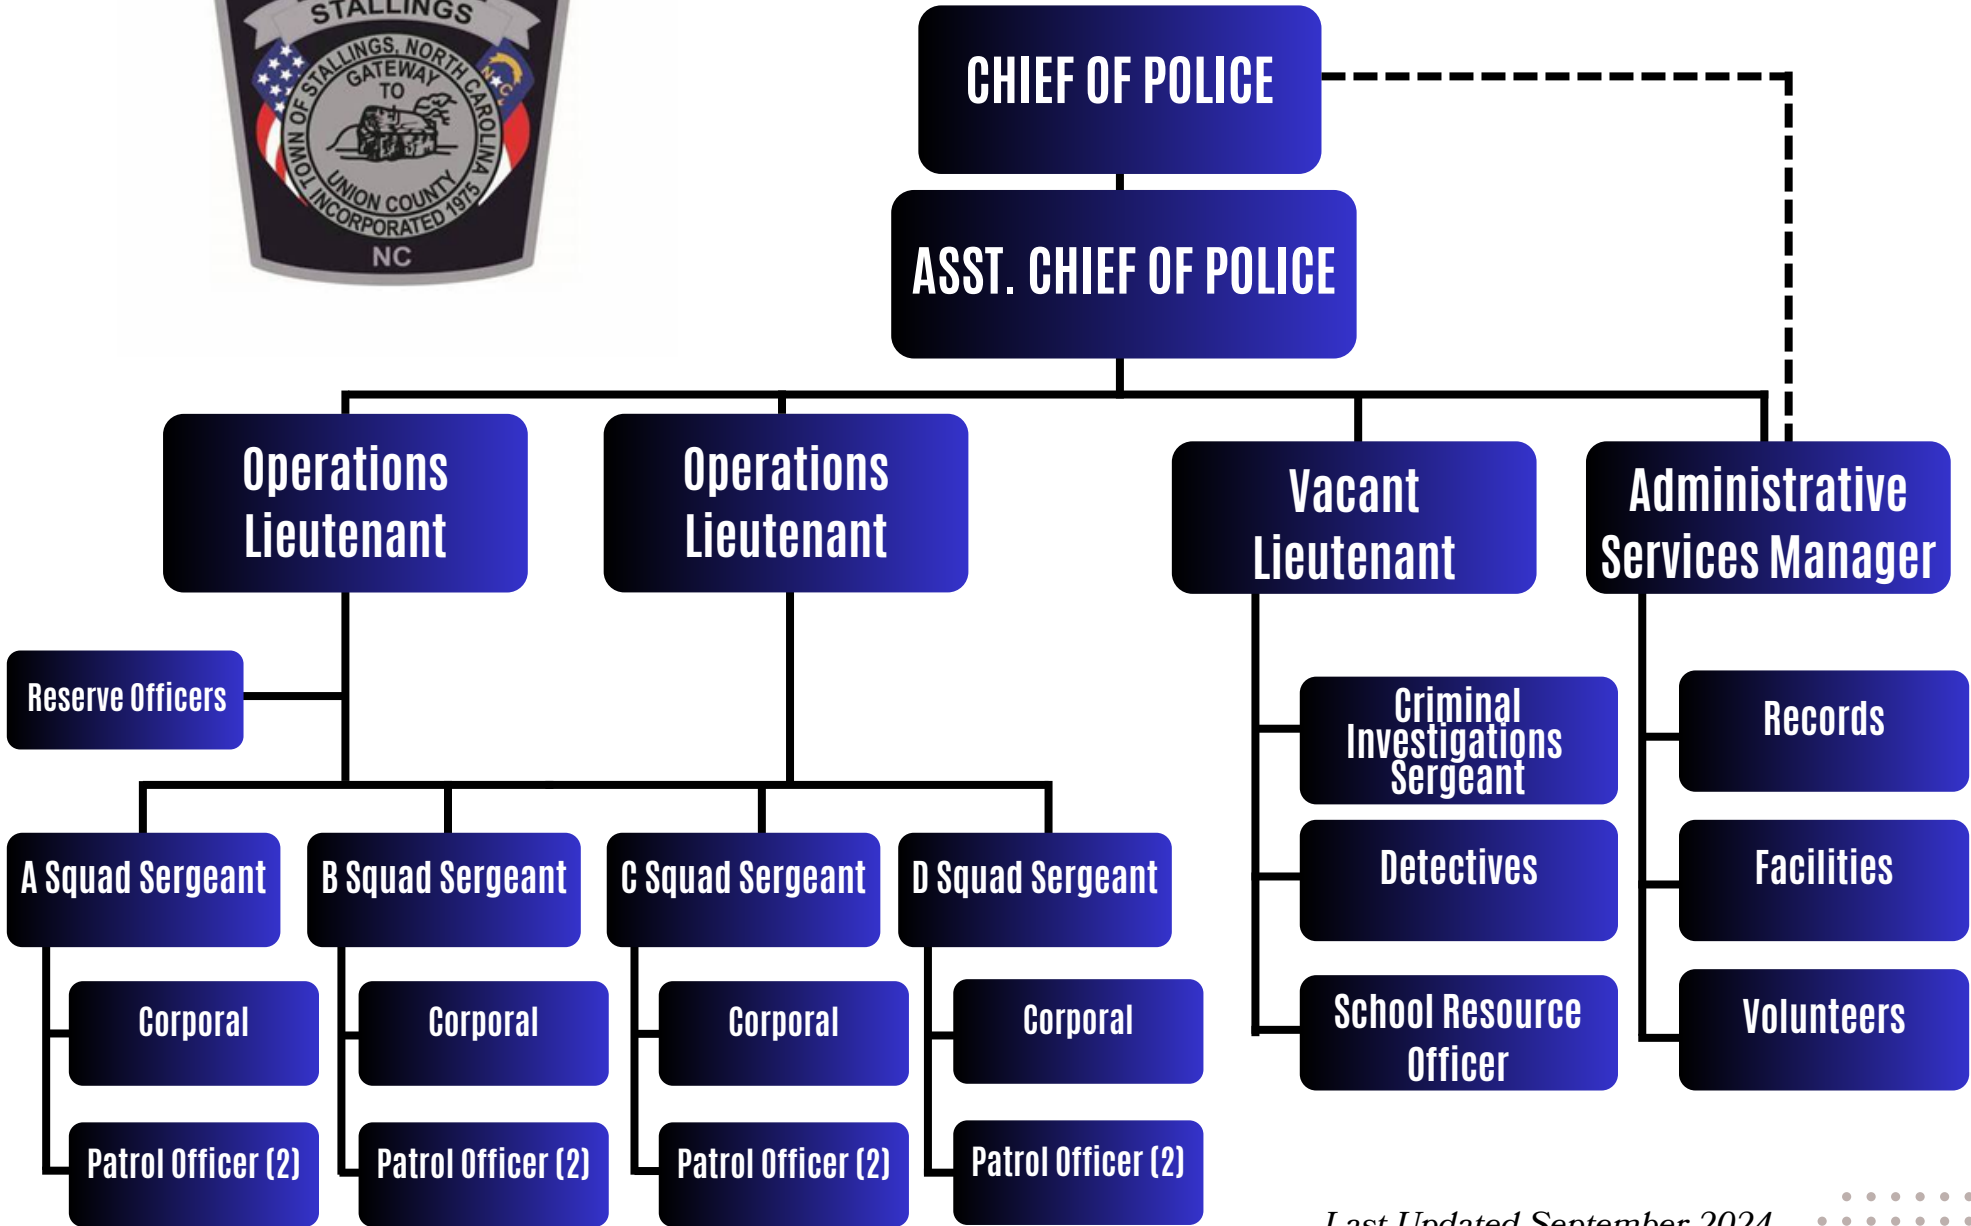 STALLINGS
TOWN OF STALLINGS, NORTH CAROLINA
GATEWAY
TO
UNION COUNTY
INCORPORATED 1975
NC
CHIEF OF POLICE
ASST. CHIEF OF POLICE
Operations
Lieutenant
Operations
Lieutenant
Vacant
Lieutenant
Administrative
Services Manager
Reserve Officers
Criminal
Investigations
Sergeant
Records
Detectives
Facilities
School Resource
Officer
Volunteers
A Squad Sergeant
B Squad Sergeant
C Squad Sergeant
D Squad Sergeant
Corporal
Corporal
Corporal
Corporal
Patrol Officer (2)
Patrol Officer (2)
Patrol Officer (2)
Patrol Officer (2)
Last Updated September 2024